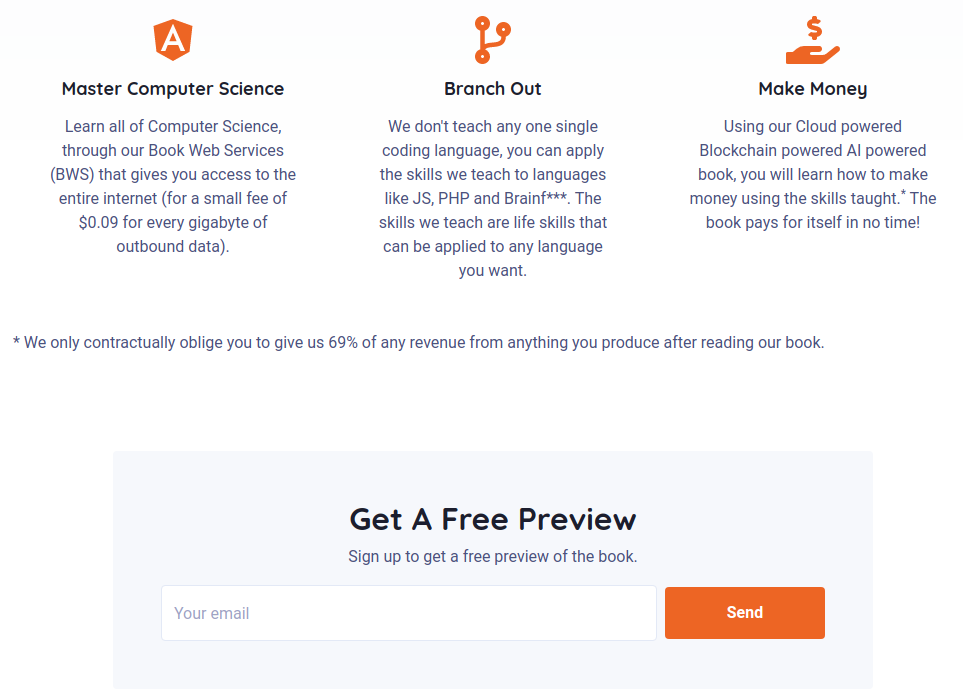 Master Computer Science
Learn all of Computer Science,
through our Book Web Services
(BWS) that gives you access to the
entire internet (for a small fee of
$0.09 for every gigabyte of
outbound data).
Branch Out
We don't teach any one single
coding language, you can apply
the skills we teach to languages
like JS, PHP and Brainf***. The
skills we teach are life skills that
can be applied to any language
you want.
Make Money
Using our Cloud powered
Blockchain powered AI powered
book, you will learn how to make
money using the skills taught.* The
book pays for itself in no time!
* We only contractually oblige you to give us 69% of any revenue from anything you produce after reading our book.
Get A Free Preview
Sign up to get a free preview of the book.
Your email
Send